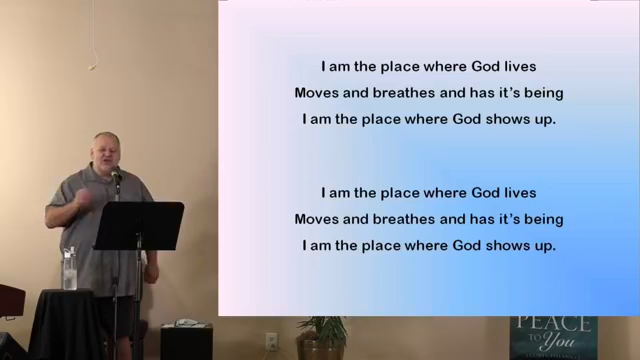 I am the place where God lives
Moves and breathes and has it's being
I am the place where God shows up.
I am the place where God lives
Moves and breathes and has it's being
I am the place where God shows up.
PEACE
TO You